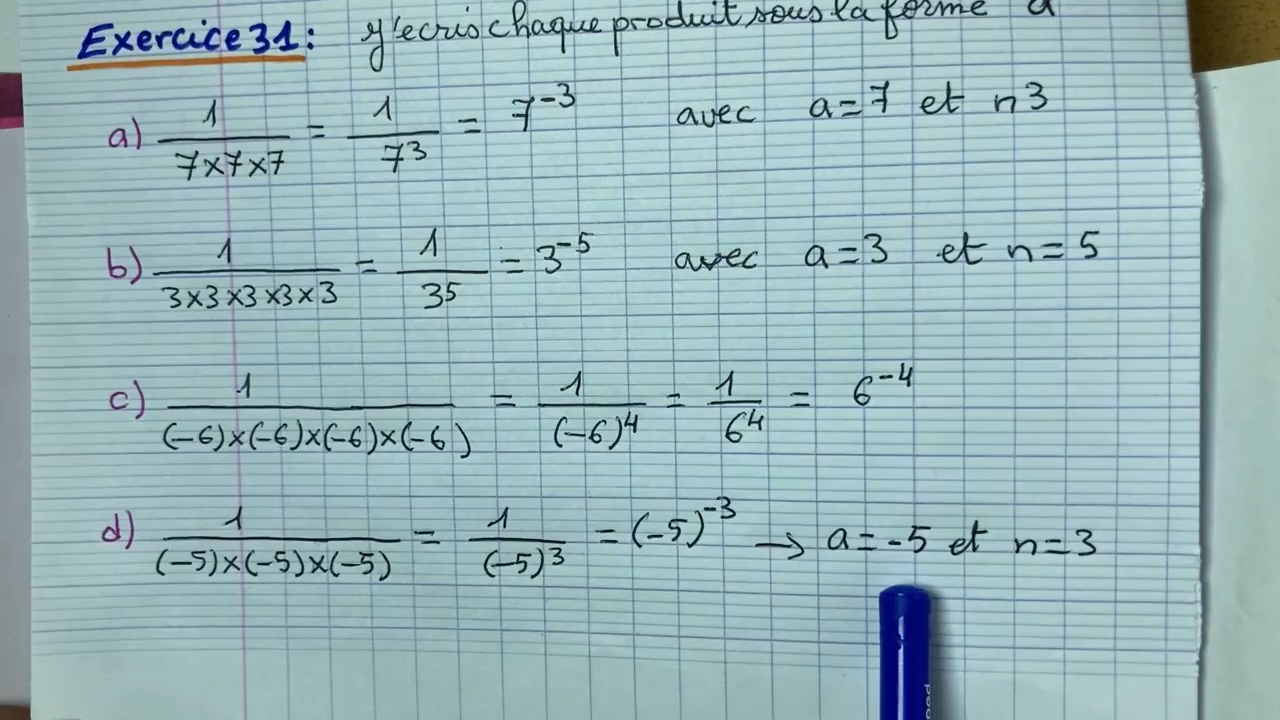 Exercice 31: J'ecris chaque produit sous la forme a
a) 1/(7×7×7) = 1/7³ = 7⁻³ avec a=7 et n3
b) 1/(3×3×3×3×3) = 1/3⁵ = 3⁻⁵ avec a=3 et n=5
c) 1/((-6)×(-6)×(-6)×(-6)) = 1/(-6)⁴ = 1/6⁴ = 6⁻⁴
d) 1/((-5)×(-5)×(-5)) = 1/(-5)³ = (-5)⁻³ → a=-5 et n=3